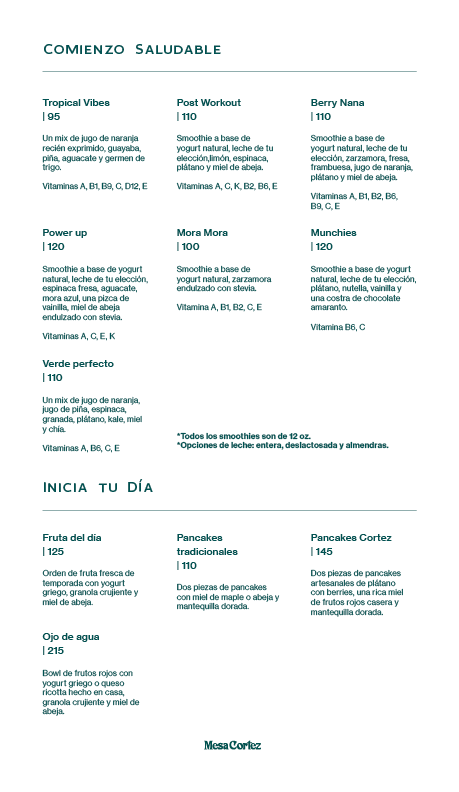 Comienzo Saludable
Tropical Vibes
| 95
Un mix de jugo de naranja
recién exprimido, guayaba,
piña, aguacate y germen de
trigo.
Vitaminas A, B1, B9, C, D12, E
Post Workout
| 110
Smoothie a base de
yogurt natural, leche de tu
elección,limón, espinaca,
plátano y miel de abeja.
Vitaminas A, C, K, B2, B6, E
Berry Nana
| 110
Smoothie a base de
yogurt natural, leche de tu
elección, zarzamora, fresa,
frambuesa, jugo de naranja,
plátano y miel de abeja.
Vitaminas A, B1, B2, B6,
B9, C, E
Power up
| 120
Smoothie a base de yogurt
natural, leche de tu elección,
espinaca fresa, aguacate,
mora azul, una pizca de
vainilla, miel de abeja
endulzado con stevia.
Vitaminas A, C, E, K
Mora Mora
| 100
Smoothie a base de
yogurt natural, zarzamora
endulzado con stevia.
Vitamina A, B1, B2, C, E
Munchies
| 120
Smoothie a base de yogurt
natural, leche de tu elección,
plátano, nutella, vainilla y
una costra de chocolate
amaranto.
Vitamina B6, C
Verde perfecto
| 110
Un mix de jugo de naranja,
jugo de piña, espinaca,
granada, plátano, kale, miel
y chía.
Vitaminas A, B6, C, E
*Todos los smoothies son de 12 oz.
*Opciones de leche: entera, deslactosada y almendras.
Inicia tu Día
Fruta del día
| 125
Orden de fruta fresca de
temporada con yogurt
griego, granola crujiente y
miel de abeja.
Pancakes
tradicionales
| 110
Dos piezas de pancakes
con miel de maple o abeja y
mantequilla dorada.
Pancakes Cortez
| 145
Dos piezas de pancakes
artesanales de plátano
con berries, una rica miel
de frutos rojos casera y
mantequilla dorada.
Ojo de agua
| 215
Bowl de frutos rojos con
yogurt griego o queso
ricotta hecho en casa,
granola crujiente y miel de
abeja.
Mesa Cortez